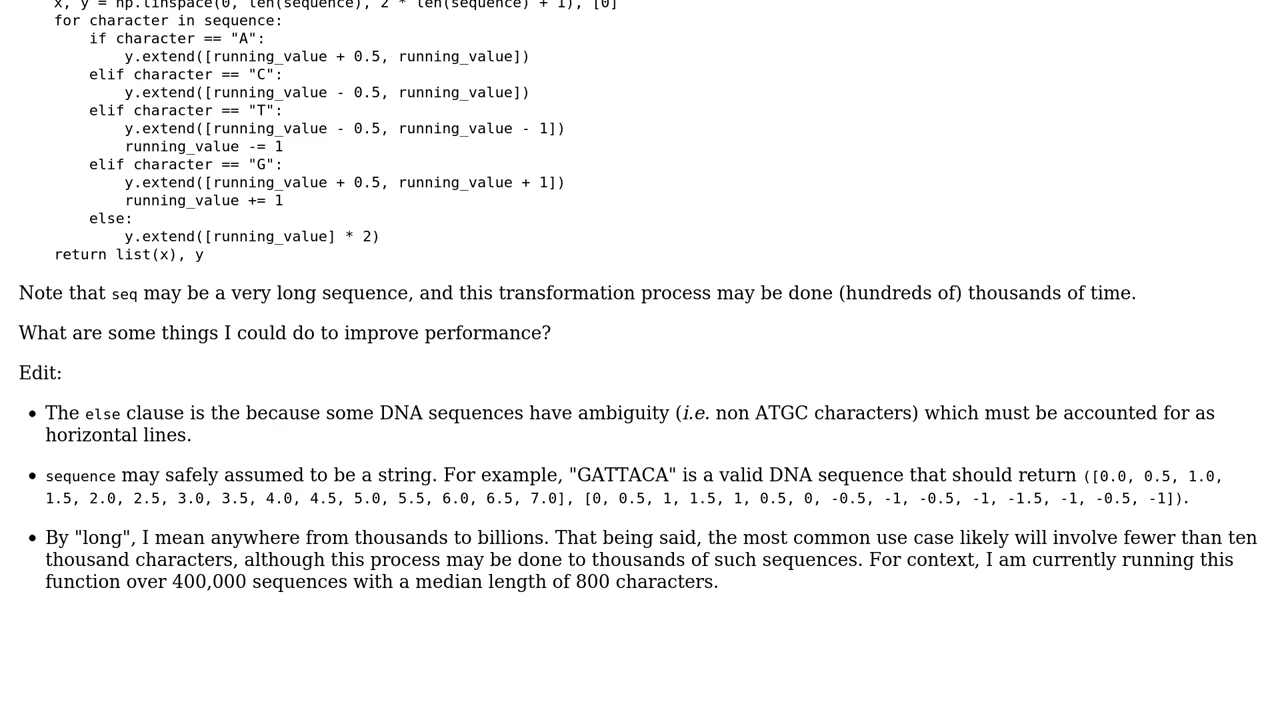 x, y = np.linspace(0, len(sequence), 2 * len(sequence) + 1), [0]
for character in sequence:
if character == "A":
y.extend([running_value + 0.5, running_value])
elif character == "C":
y.extend([running_value - 0.5, running_value])
elif character == "T":
y.extend([running_value - 0.5, running_value - 1])
running_value -= 1
elif character == "G":
y.extend([running_value + 0.5, running_value + 1])
running_value += 1
else:
y.extend([running_value] * 2)
return list(x), y
Note that seq may be a very long sequence, and this transformation process may be done (hundreds of) thousands of time.
What are some things I could do to improve performance?
Edit:
• The else clause is the because some DNA sequences have ambiguity (i.e. non ATGC characters) which must be accounted for as
horizontal lines.
• sequence may safely assumed to be a string. For example, "GATTACA" is a valid DNA sequence that should return ([0.0, 0.5, 1.0,
1.5, 2.0, 2.5, 3.0, 3.5, 4.0, 4.5, 5.0, 5.5, 6.0, 6.5, 7.0], [0, 0.5, 1, 1.5, 1, 0.5, 0, -0.5, -1, -0.5, -1, -1.5, -1, -0.5, -1]).
• By "long", I mean anywhere from thousands to billions. That being said, the most common use case likely will involve fewer than ten
thousand characters, although this process may be done to thousands of such sequences. For context, I am currently running this
function over 400,000 sequences with a median length of 800 characters.